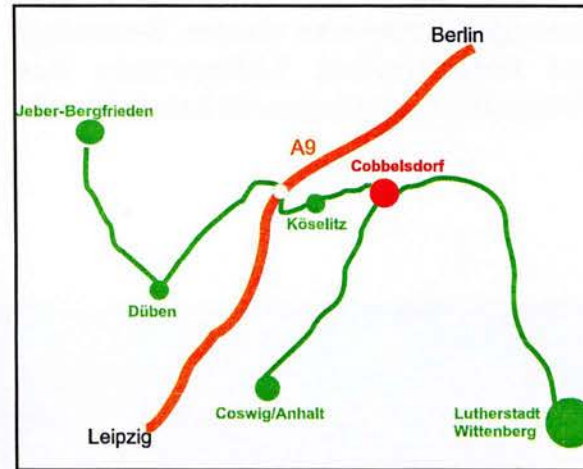 Berlin
Jeber-Bergfrieden
A9
Cobbelsdorf
Köselitz
Düben
Coswig/Anhalt
Lutherstadt
Wittenberg
Leipzig